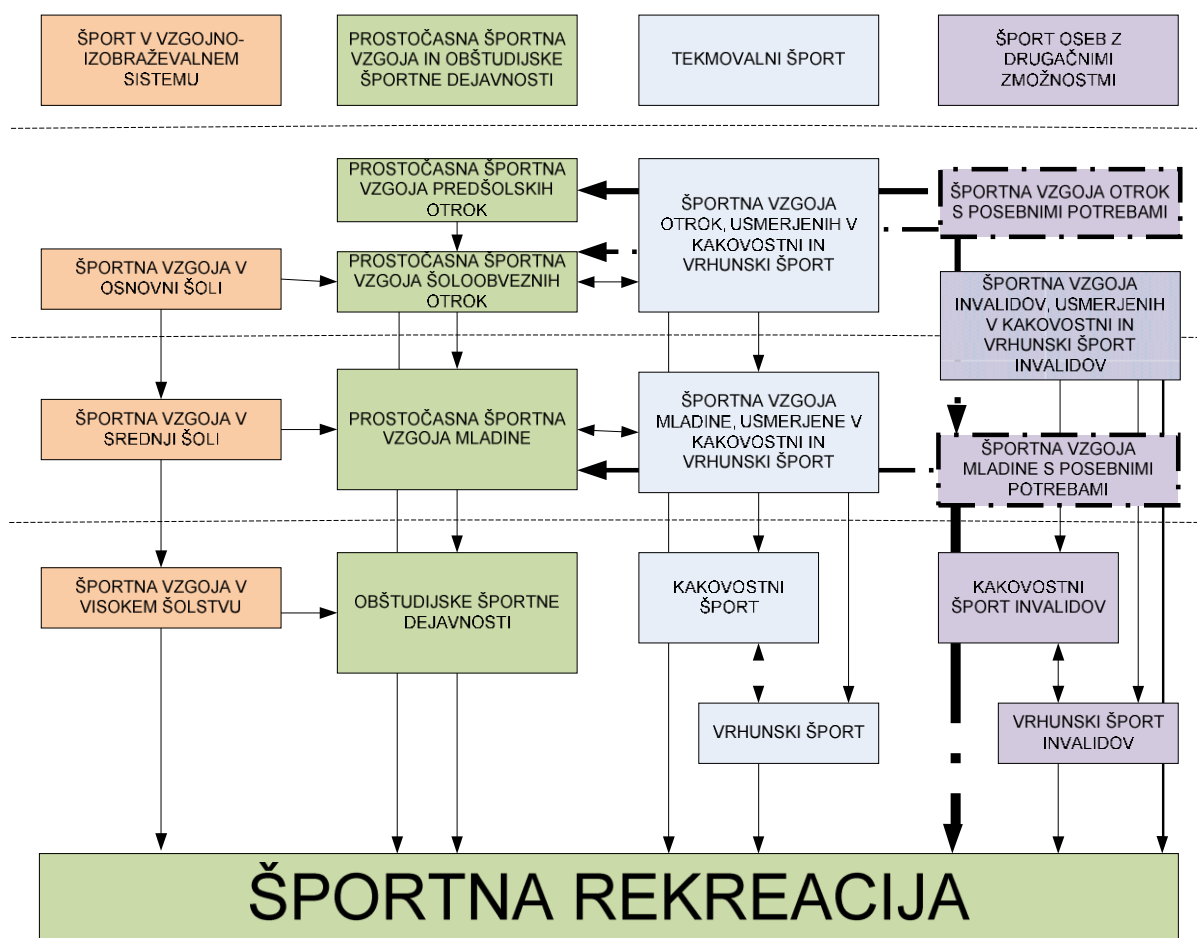 ŠPORT V VZGOJNO-
IZOBRAŽEVALNEM
SISTEMU
PROSTOČASNA ŠPORTNA
VZGOJA IN OBŠTUDIJSKE
ŠPORTNE DEJAVNOSTI
TEKMOVALNI ŠPORT
ŠPORT OSEB Z
DRUGAČNIMI
ZMOŽNOSTMI
PROSTOČASNA ŠPORTNA
VZGOJA PREDŠOLSKIH
OTROK
ŠPORTNA VZGOJA
OTROK, USMERJENIH V
KAKOVOSTNI IN
VRHUNSKI ŠPORT
ŠPORTNA VZGOJA OTROK
S POSEBNIMI POTREBAMI
ŠPORTNA VZGOJA V
OSNOVNI ŠOLI
PROSTOČASNA ŠPORTNA
VZGOJA ŠOLOOBVEZNIH
OTROK
ŠPORTNA VZGOJA
INVALIDOV, USMERJENIH
V KAKOVOSTNI IN
VRHUNSKI ŠPORT
INVALIDOV
ŠPORTNA VZGOJA V
SREDNJI ŠOLI
PROSTOČASNA ŠPORTNA
VZGOJA MLADINE
ŠPORTNA VZGOJA
MLADINE, USMERJENE V
KAKOVOSTNI IN
VRHUNSKI ŠPORT
ŠPORTNA VZGOJA
MLADINE S POSEBNIMI
POTREBAMI
ŠPORTNA VZGOJA V
VISOKEM ŠOLSTVU
OBŠTUDIJSKE ŠPORTNE
DEJAVNOSTI
KAKOVOSTNI
ŠPORT
KAKOVOSTNI
ŠPORT INVALIDOV
VRHUNSKI ŠPORT
VRHUNSKI ŠPORT
INVALIDOV
ŠPORTNA REKREACIJA